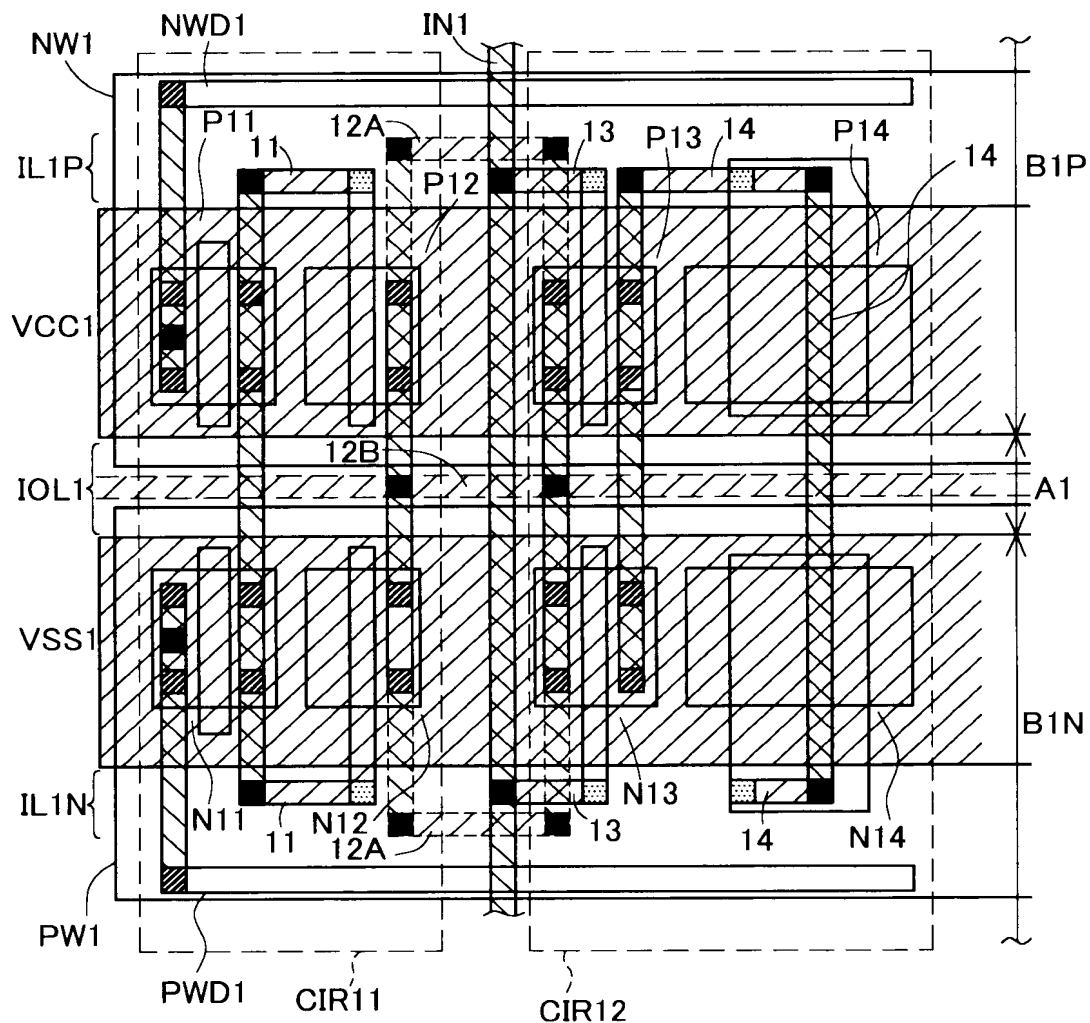 NWD1
IN1
NW1
P11
12A
13
P13
14
P14
14
IL1P
11
P12
B1P
VCC1
12B
IOL1
A1
VSS1
B1N
IL1N
N11
11
N12
12A
13
N13
14
N14
PW1
PWD1
CIR11
CIR12